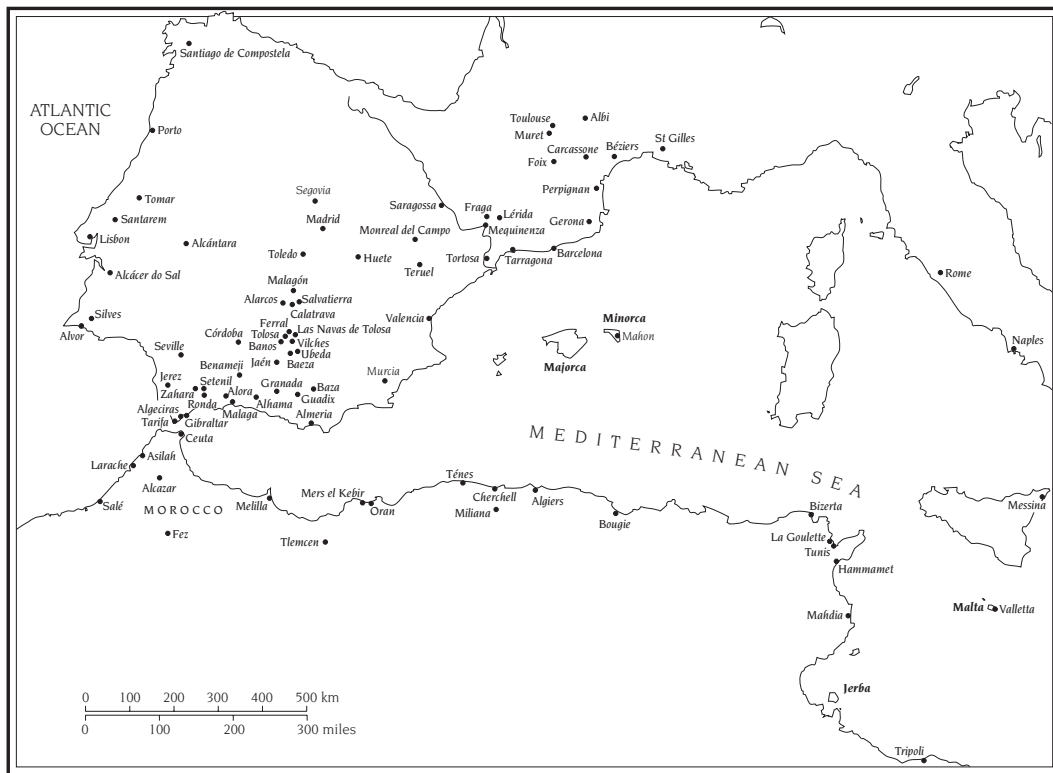 Santiago de Compostela
ATLANTIC
OCEAN
Porto
Toulouse
Albi
Muret
Carcassone
Béziers
St Gilles
Foix
Perpignan
Segovia
Tomar
Saragossa
Fraga
Lérida
Gerona
Santarem
Madrid
Mequinenza
Monreal del Campo
Lisbon
Alcántara
Toledo
Huete
Teruel
Tortosa
Tarragona
Barcelona
Rome
Alcácer do Sal
Malagón
Alarcos
Salvatierra
Calatrava
Silves
Alvor
Valencia
Minorca
Mahon
Majorca
Naples
Ferral
Las Navas de Tolosa
Córdoba
Tolosa
Banos
Vilches
Seville
Ubeda
Jaén
Baeza
Benameji
Murcia
Jerez
Setenil
Zahara
Alora
Granada
Baza
Ronda
Alhama
Guadix
Malaga
Algeciras
Almeria
Tarifa
Gibraltar
Ceuta
MEDITERRANEAN SEA
Asilah
Larache
Alcazar
Salé
MOROCCO
Melilla
Mers el Kebir
Oran
Ténes
Cherchell
Miliana
Algiers
Bougie
Bizerta
Messina
Fez
Tlemcen
La Goulette
Tunis
Hammamet
Malta
Valletta
Mahdia
Jerba
0 100 200 300 400 500 km
0 100 200 300 miles
Tripoli